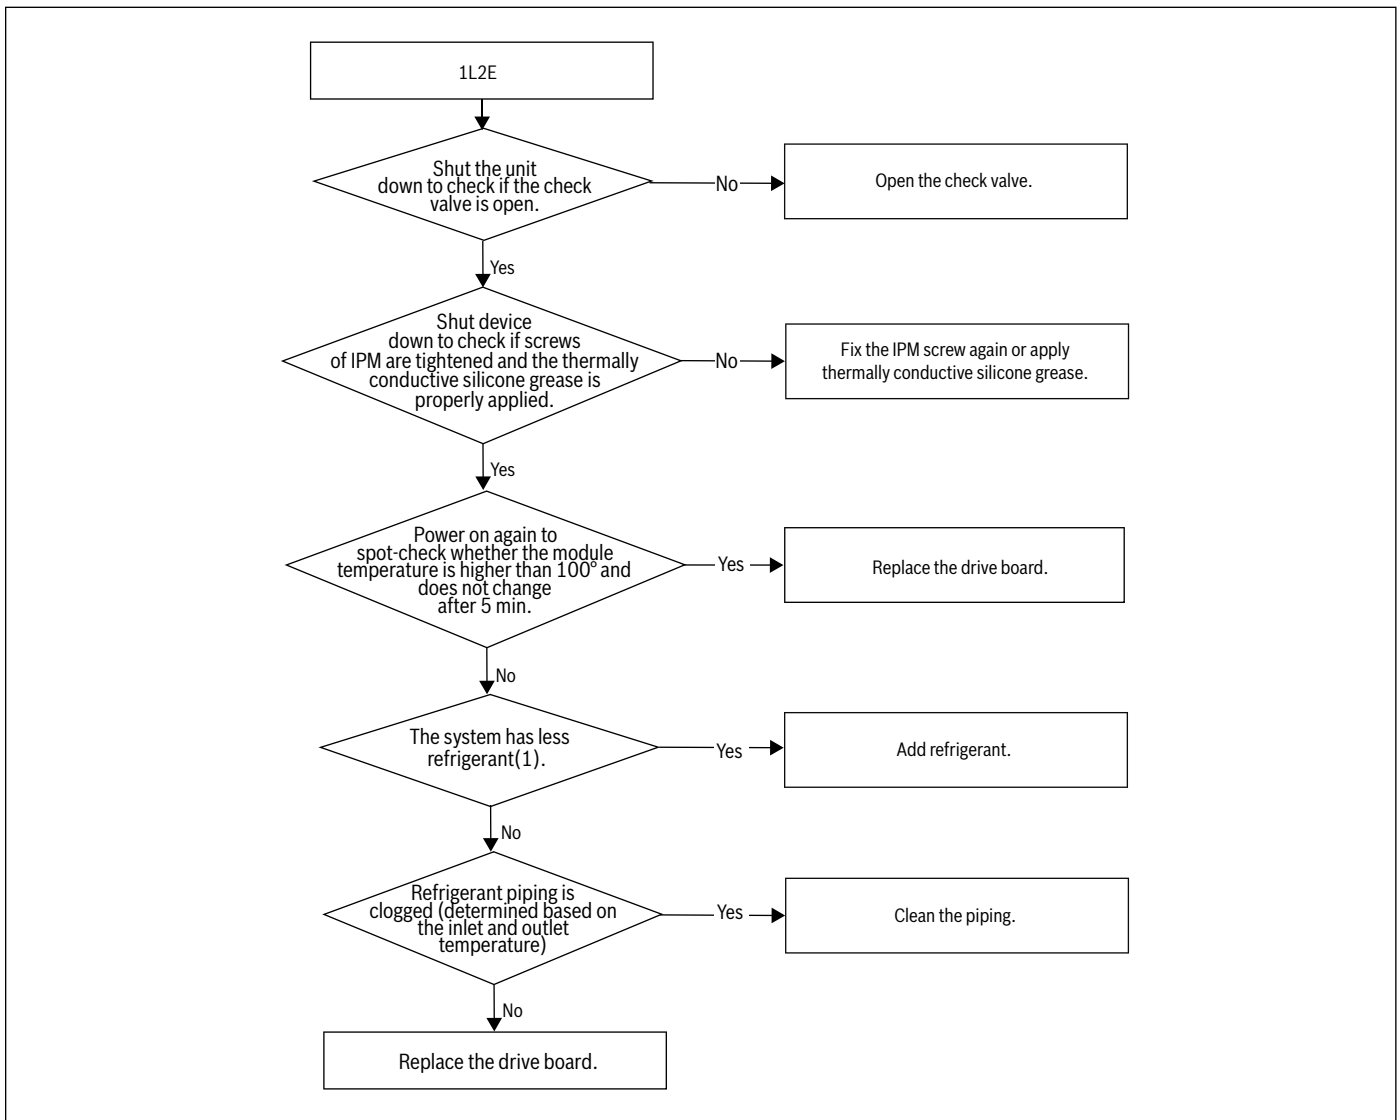 1L2E
Shut the unit
down to check if the check
valve is open.
No
Open the check valve.
Yes
Shut device
down to check if screws
of IPM are tightened and the thermally
conductive silicone grease is
properly applied.
No
Fix the IPM screw again or apply
thermally conductive silicone grease.
Yes
Power on again to
spot-check whether the module
temperature is higher than 100° and
does not change
after 5 min.
Yes
Replace the drive board.
No
The system has less
refrigerant(1).
Yes
Add refrigerant.
No
Refrigerant piping is
clogged (determined based on
the inlet and outlet
temperature)
Yes
Clean the piping.
No
Replace the drive board.